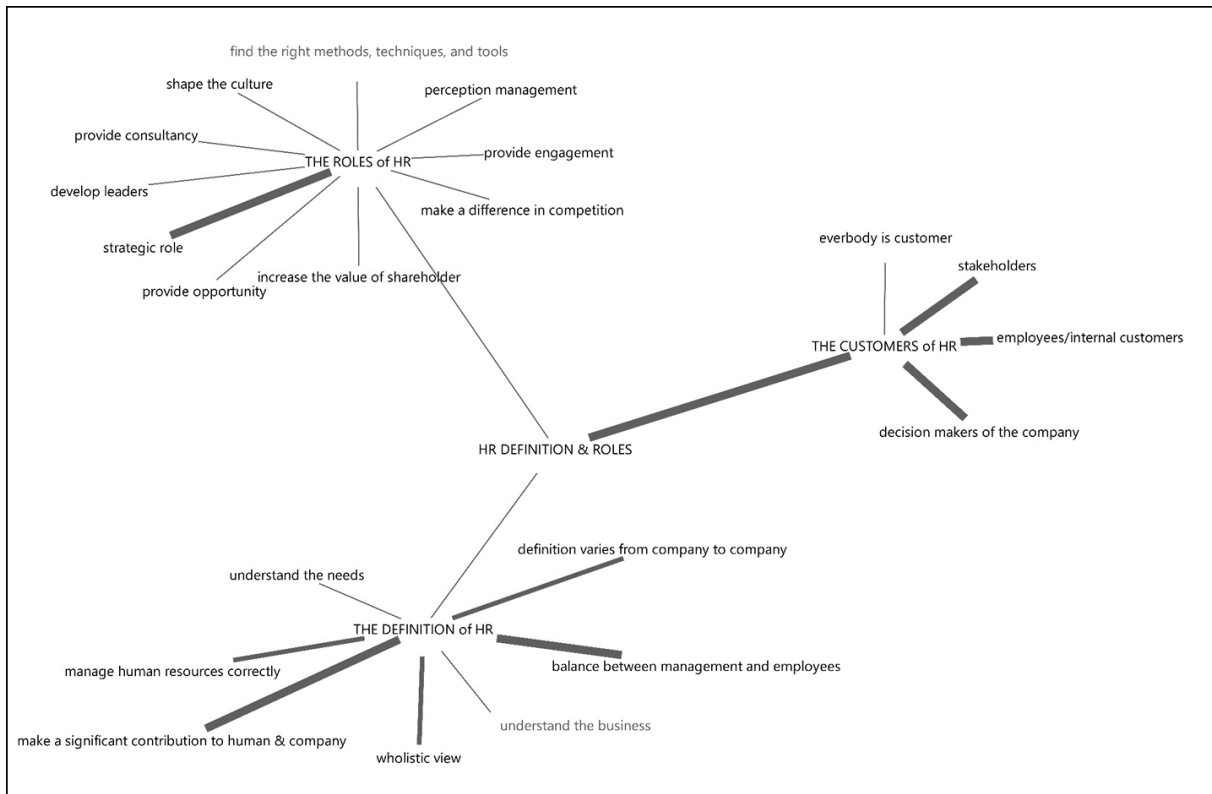 find the right methods, techniques, and tools
shape the culture
perception management
provide consultancy
provide engagement
THE ROLES of HR
develop leaders
make a difference in competition
strategic role
increase the value of shareholder
provide opportunity
everbody is customer
stakeholders
THE CUSTOMERS of HR
employees/internal customers
decision makers of the company
HR DEFINITION & ROLES
definition varies from company to company
understand the needs
THE DEFINITION of HR
manage human resources correctly
balance between management and employees
understand the business
make a significant contribution to human & company
wholistic view